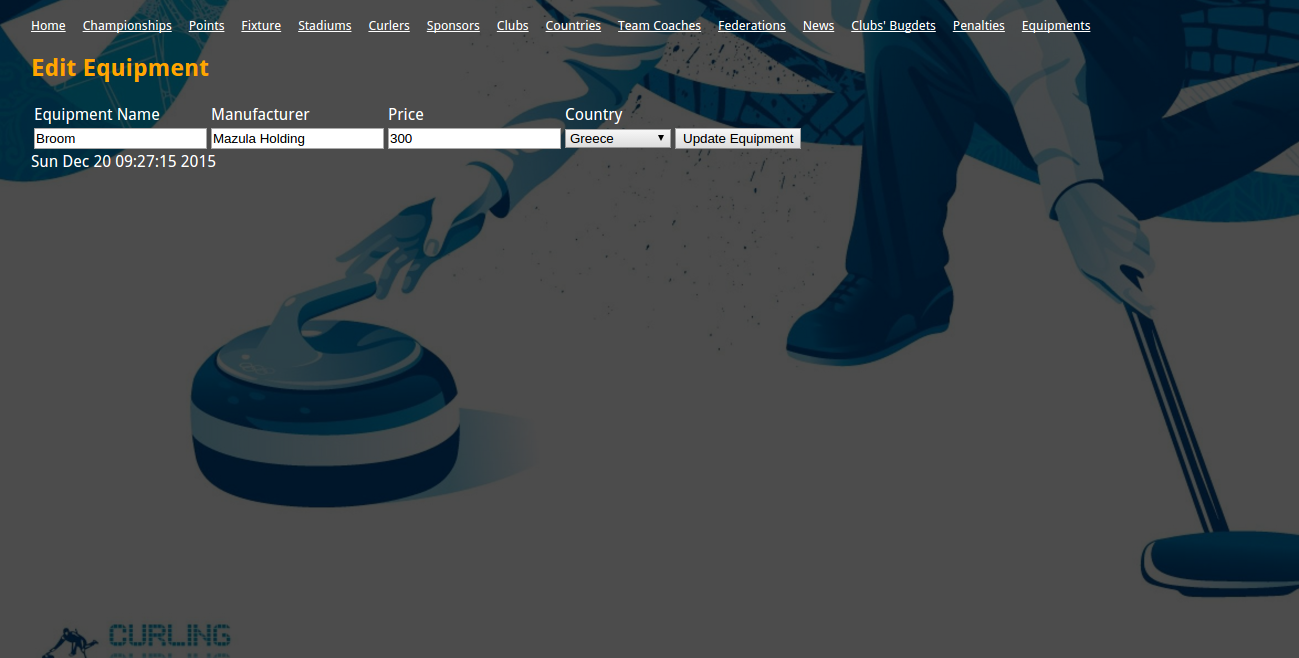 Home Championships Points Fixture Stadiums Curlers Sponsors Clubs Countries Team Coaches Federations News Clubs' Bugdets Penalties Equipments
Edit Equipment
Equipment Name Manufacturer Price Country
Broom Mazula Holding 300 Greece Update Equipment
Sun Dec 20 09:27:15 2015
CURLING